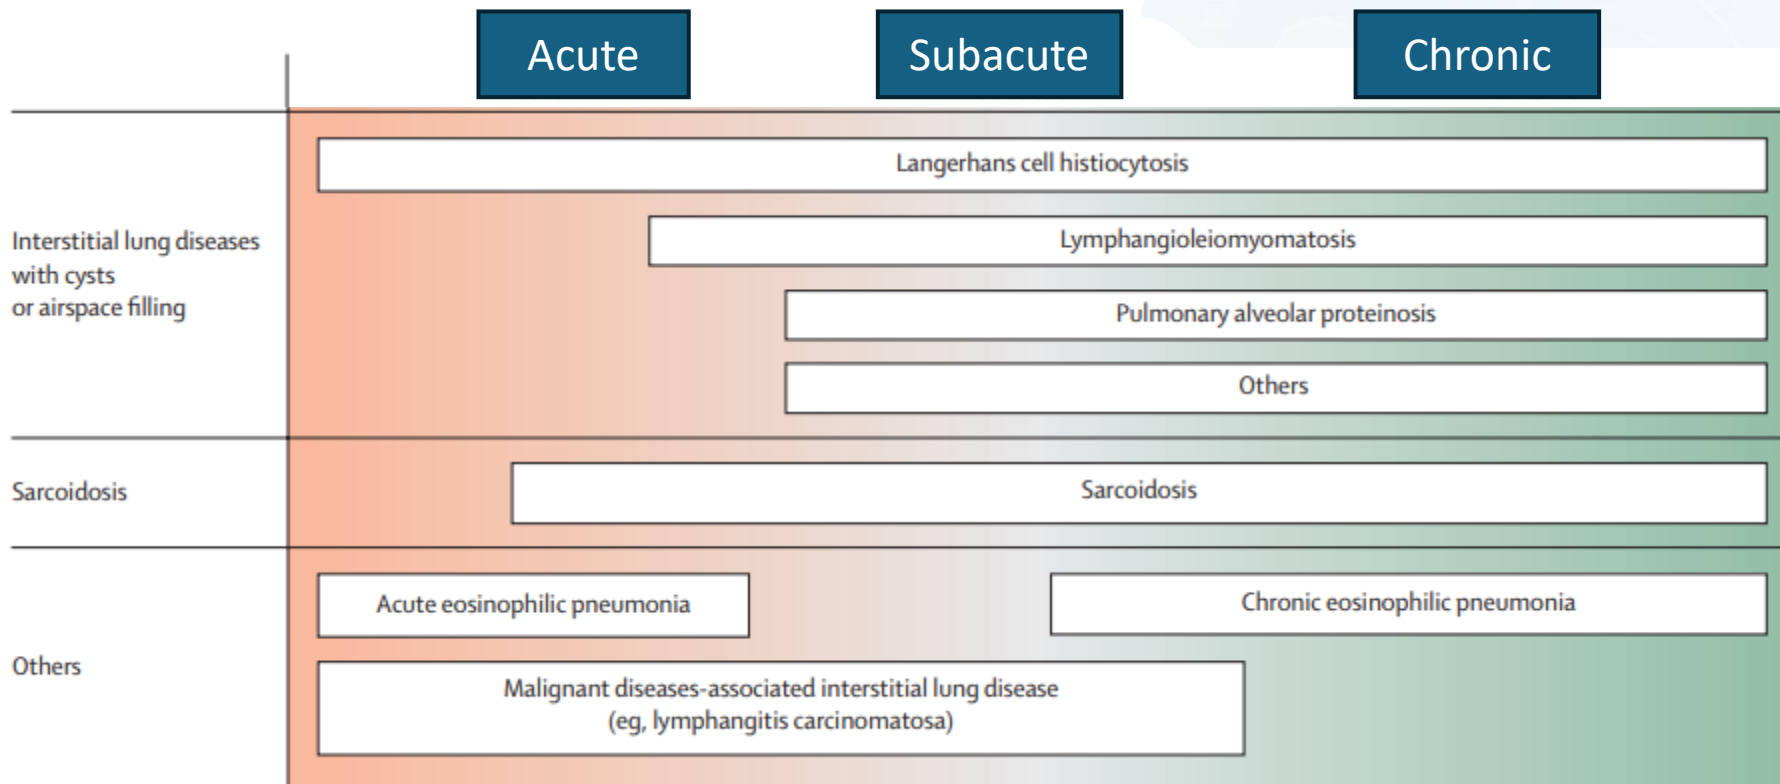 Acute
Subacute
Chronic
Interstitial lung diseases
with cysts
or airspace filling
Langerhans cell histiocytosis
Lymphangioleiomyomatosis
Pulmonary alveolar proteinosis
Others
Sarcoidosis
Sarcoidosis
Others
Acute eosinophilic pneumonia
Chronic eosinophilic pneumonia
Malignant diseases-associated interstitial lung disease
(eg, lymphangitis carcinomatosa)